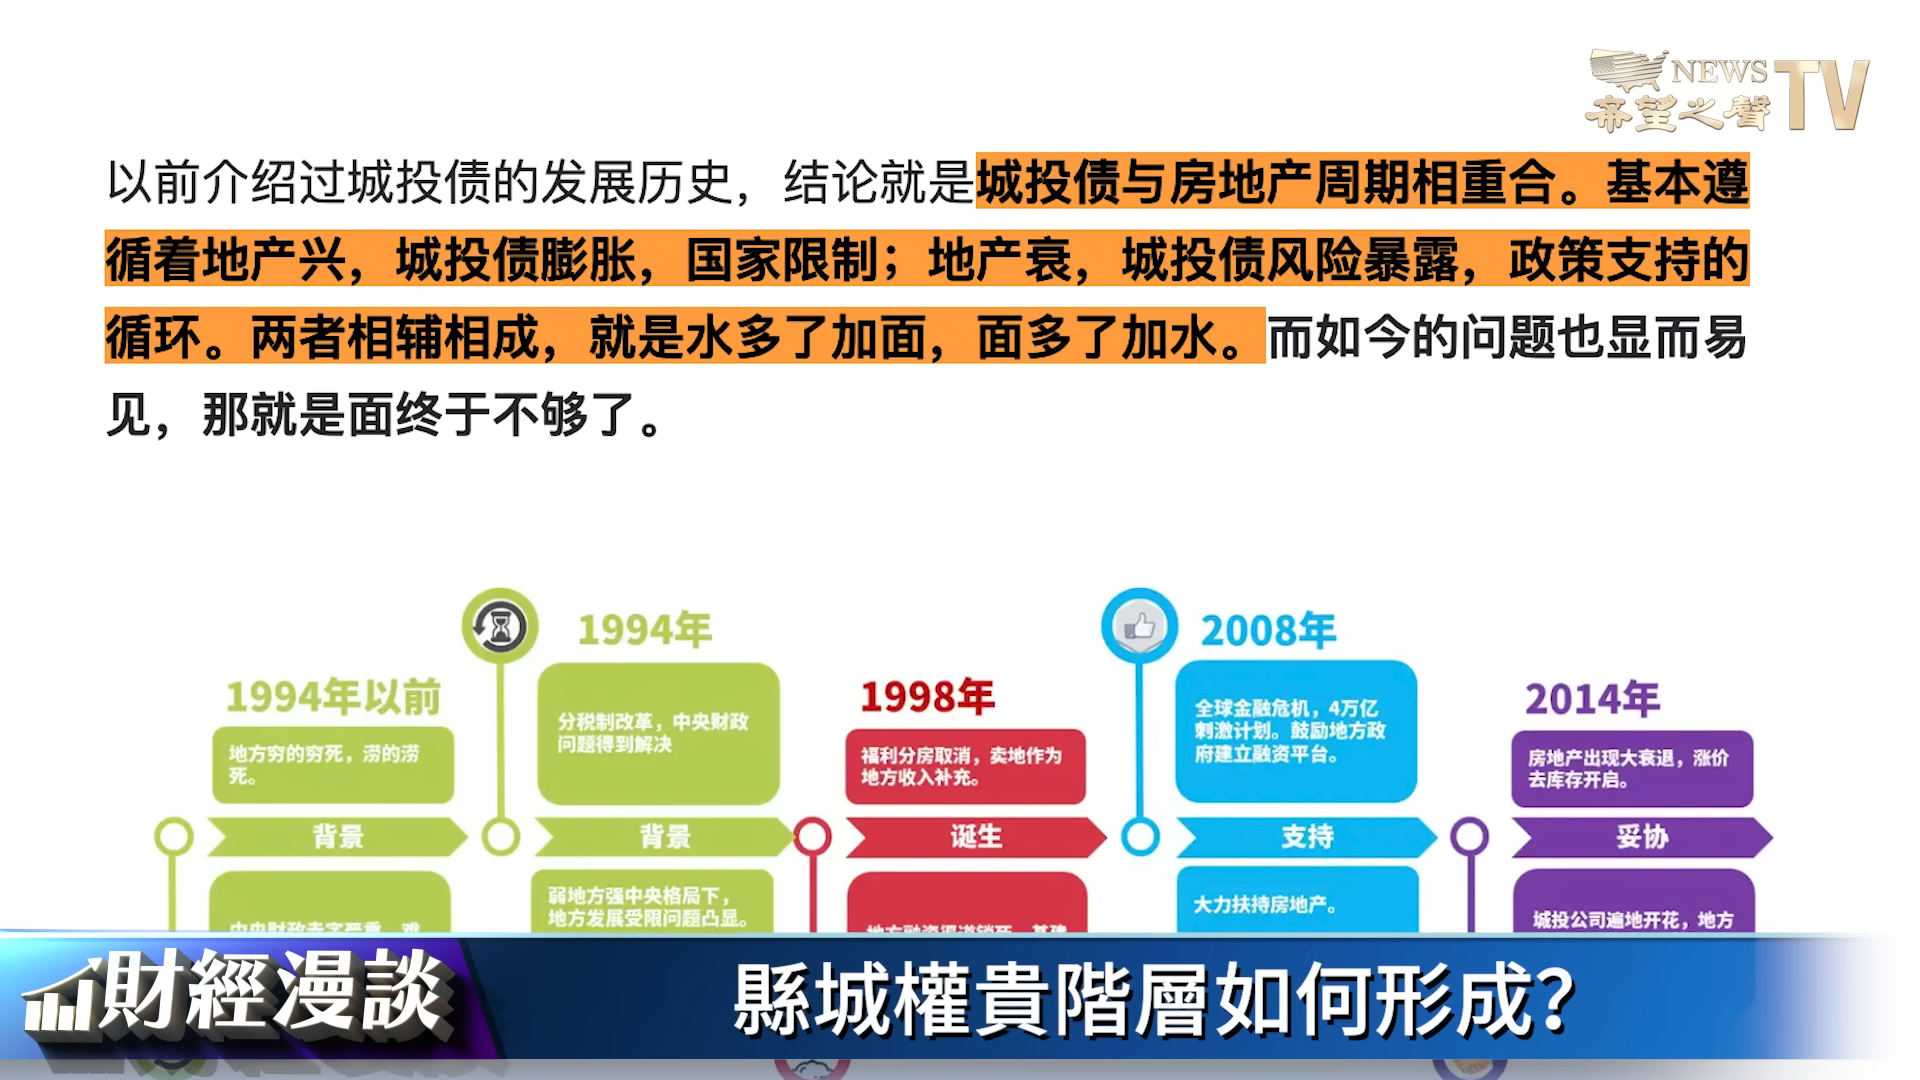 NEWS
希望之聲 TV
以前介绍过城投债的发展历史，结论就是城投债与房地产周期相重合。基本遵
循着地产兴，城投债膨胀，国家限制；地产衰，城投债风险暴露，政策支持的
循环。两者相辅相成，就是水多了加面，面多了加水。而如今的问题也显而易
见，那就是面终于不够了。
1994年以前
地方穷的穷死，涝的涝
死。
背景
1994年
分税制改革，中央财政
问题得到解决
背景
弱地方强中央格局下，
地方发展受限问题凸显。
1998年
福利分房取消，卖地作为
地方收入补充。
诞生
2008年
全球金融危机，4万亿
刺激计划。鼓励地方政
府建立融资平台。
支持
大力扶持房地产。
2014年
房地产出现大衰退，涨价
去库存开启。
妥协
城投公司遍地开花，地方
財經漫談
縣城權貴階層如何形成？